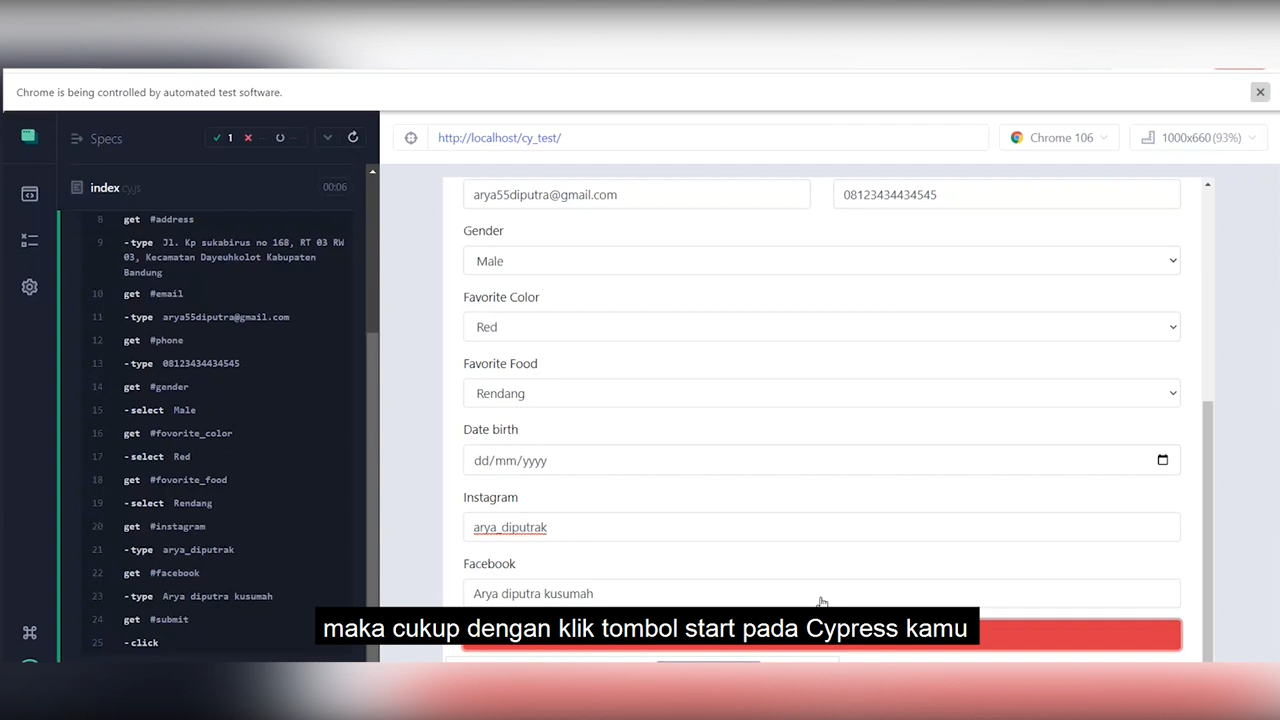 Chrome is being controlled by automated test software.
Specs
1
http://localhost/cy_test/
Chrome 106
1000x660 (93%)
index.cy.js
00:06
8 get #address
9 -type Jl. Kp sukabirus no 168, RT 03 RW
03, Kecamatan Dayeuhkolot Kabupaten
Bandung
10 get #email
11 -type arya55diputra@gmail.com
12 get #phone
13 -type 08123434434545
14 get #gender
15 -select Male
16 get #fovorite_color
17 -select Red
18 get #fovorite_food
19 -select Rendang
20 get #instagram
21 -type arya_diputrak
22 get #facebook
23 -type Arya diputra kusumah
24 get #submit
25 -click
arya55diputra@gmail.com
08123434434545
Gender
Male
Favorite Color
Red
Favorite Food
Rendang
Date birth
dd/mm/yyyy
Instagram
arya_diputrak
Facebook
Arya diputra kusumah
maka cukup dengan klik tombol start pada Cypress kamu